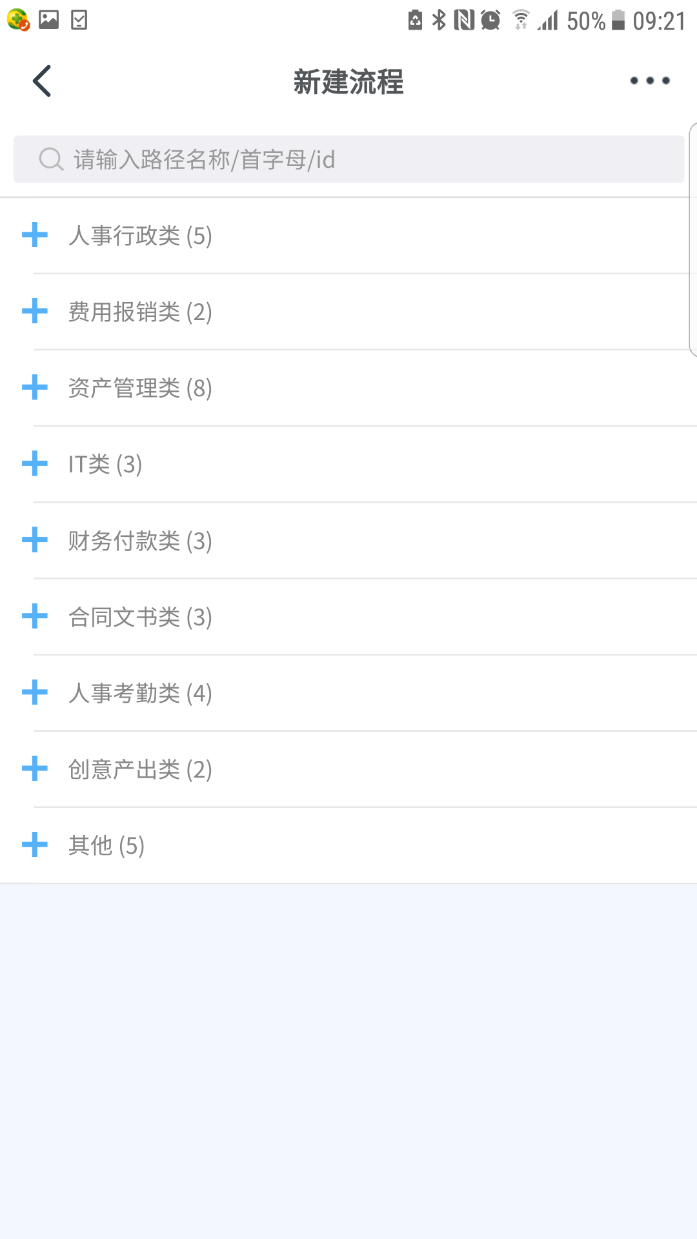 50% 09:21
新建流程
请输入路径名称/首字母/id
人事行政类 (5)
费用报销类 (2)
资产管理类 (8)
IT类 (3)
财务付款类 (3)
合同文书类 (3)
人事考勤类 (4)
创意产出类 (2)
其他 (5)